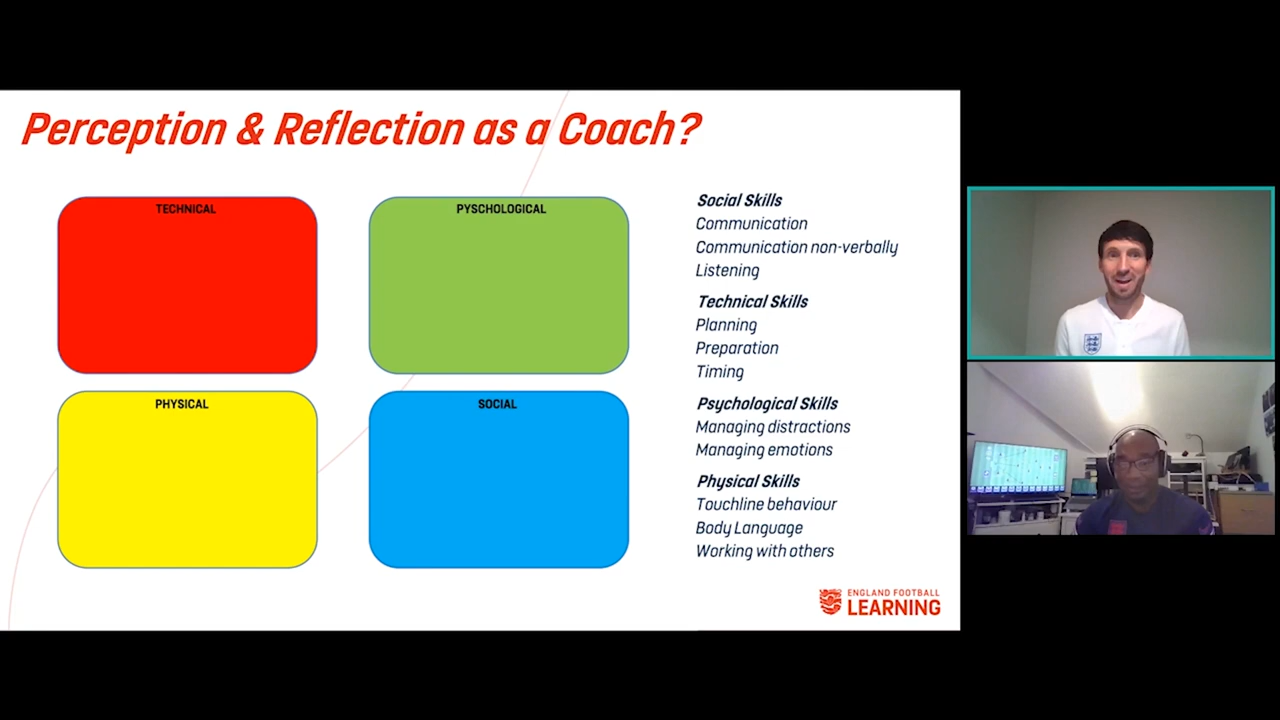 Perception & Reflection as a Coach?
TECHNICAL
PYSCHOLOGICAL
PHYSICAL
SOCIAL
Social Skills
Communication
Communication non-verbally
Listening
Technical Skills
Planning
Preparation
Timing
Psychological Skills
Managing distractions
Managing emotions
Physical Skills
Touchline behaviour
Body Language
Working with others
ENGLAND FOOTBALL
LEARNING